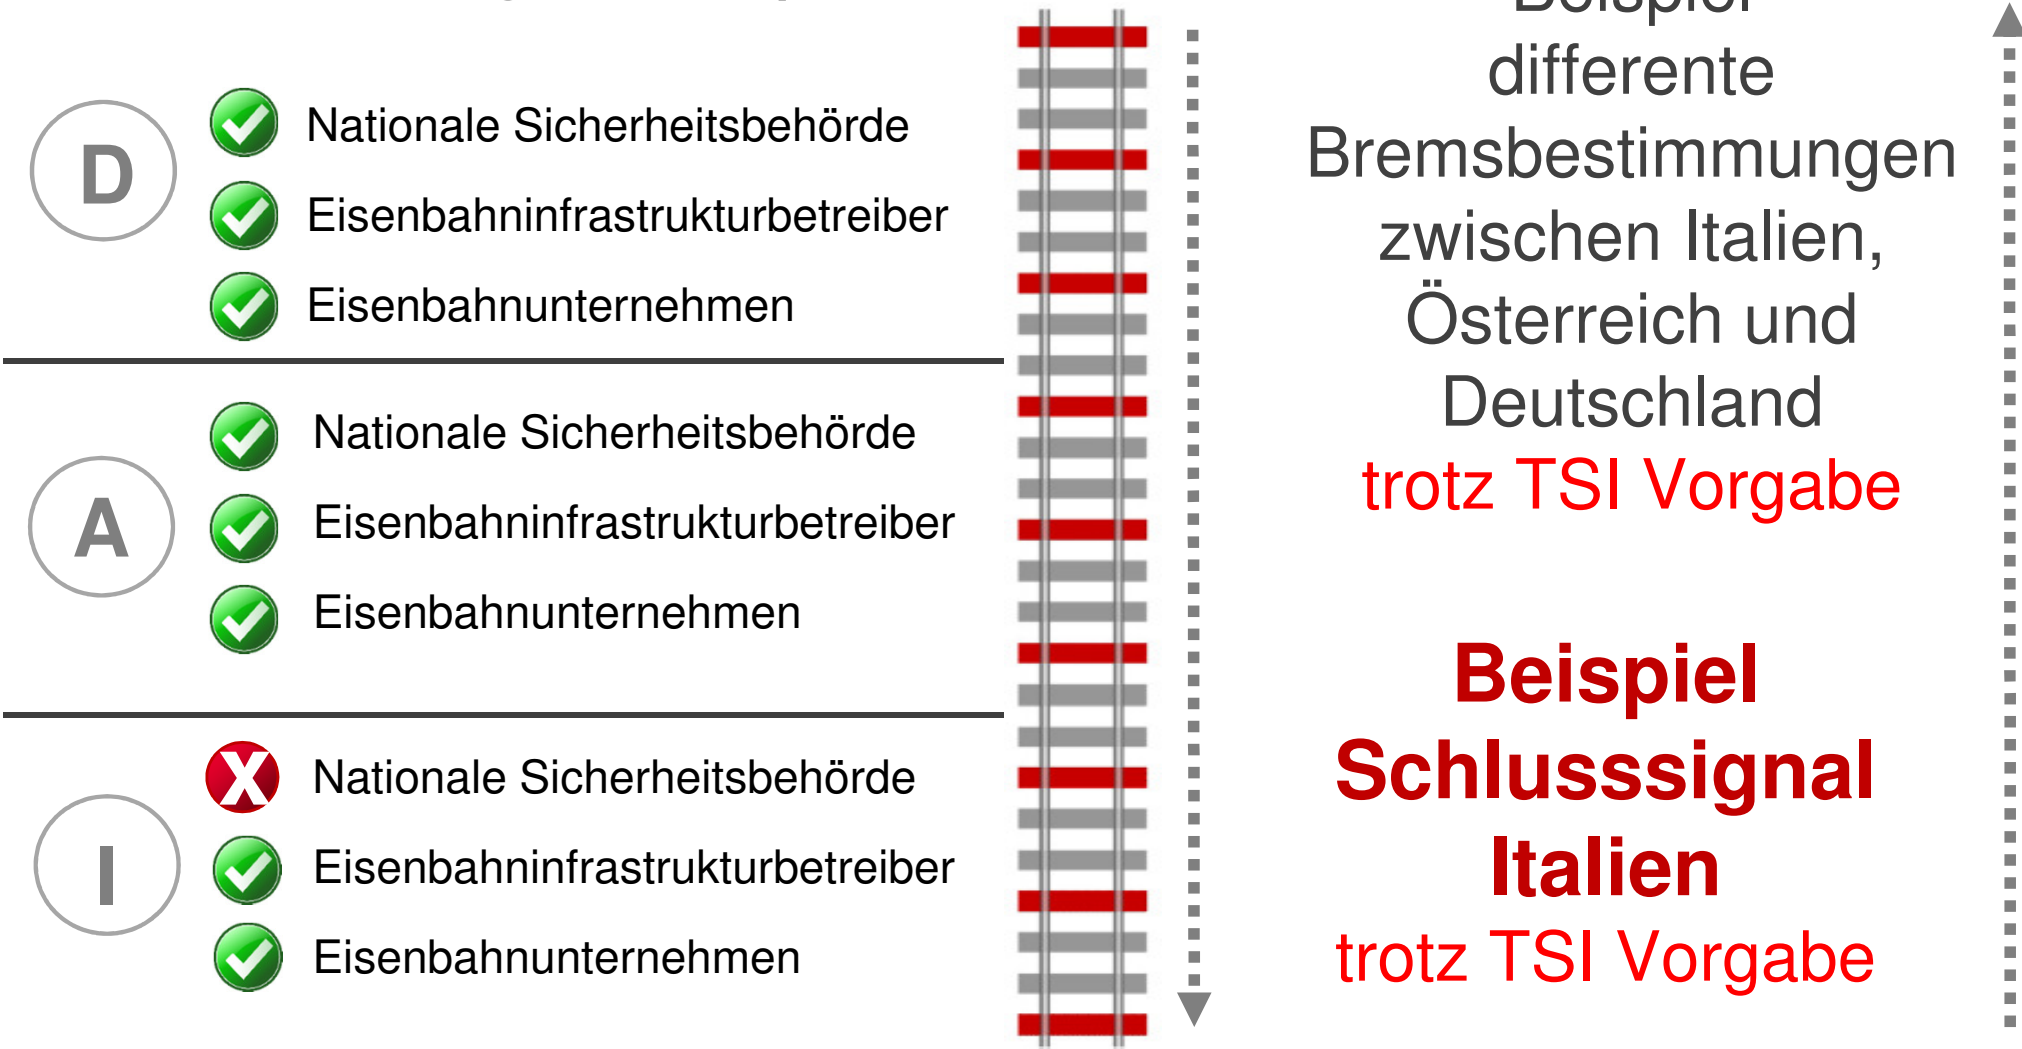 D
Nationale Sicherheitsbehörde
Eisenbahninfrastrukturbetreiber
Eisenbahnunternehmen
A
Nationale Sicherheitsbehörde
Eisenbahninfrastrukturbetreiber
Eisenbahnunternehmen
I
X Nationale Sicherheitsbehörde
Eisenbahninfrastrukturbetreiber
Eisenbahnunternehmen
Beispiel
differente
Bremsbestimmungen
zwischen Italien,
Österreich und
Deutschland
trotz TSI Vorgabe
Beispiel
Schlusssignal
Italien
trotz TSI Vorgabe